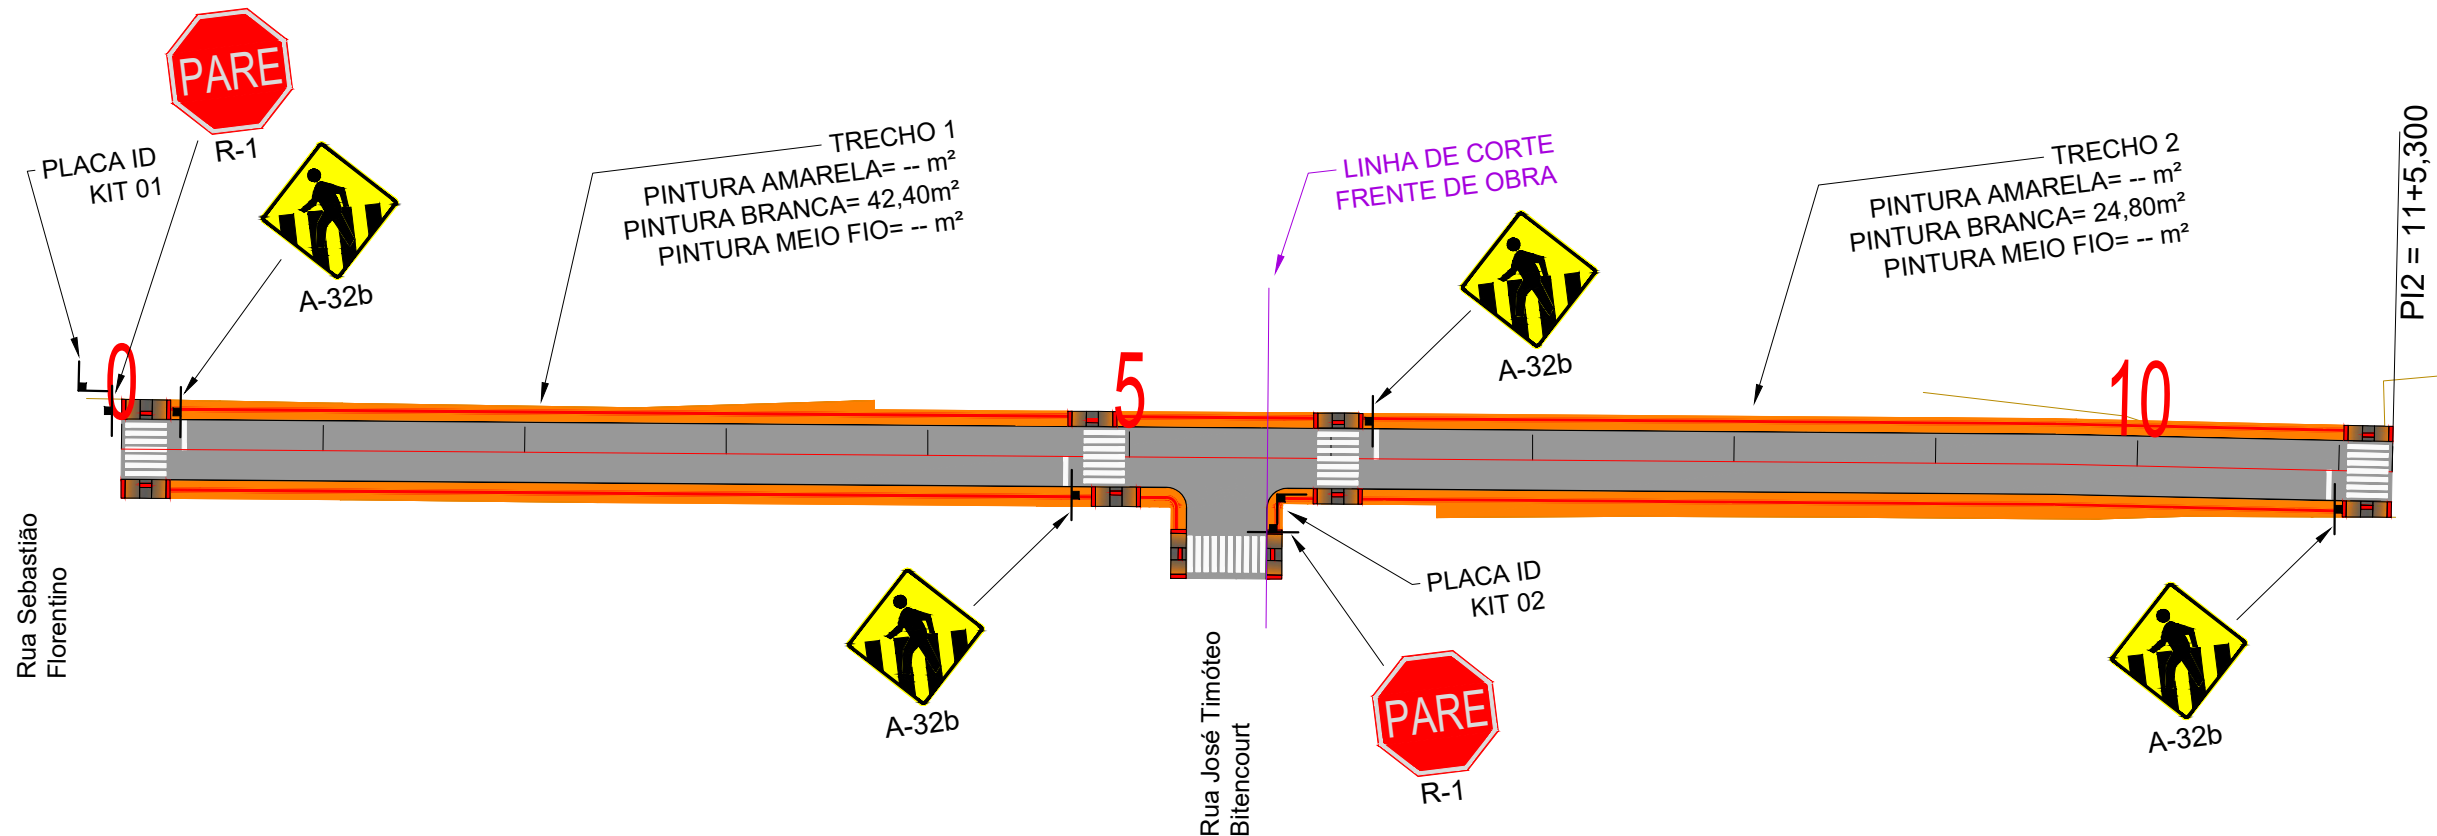 PARE
R-1
PLACA ID
KIT 01
A-32b
TRECHO 1
PINTURA AMARELA= -- m²
PINTURA BRANCA= 42,40m²
PINTURA MEIO FIO= -- m²
LINHA DE CORTE
FRENTE DE OBRA
A-32b
TRECHO 2
PINTURA AMARELA= -- m²
PINTURA BRANCA= 24,80m²
PINTURA MEIO FIO= -- m²
PI2 = 11+5,300
0
5
10
Rua Sebastião
Florentino
A-32b
Rua José Timóteo
Bitencourt
PLACA ID
KIT 02
PARE
R-1
A-32b